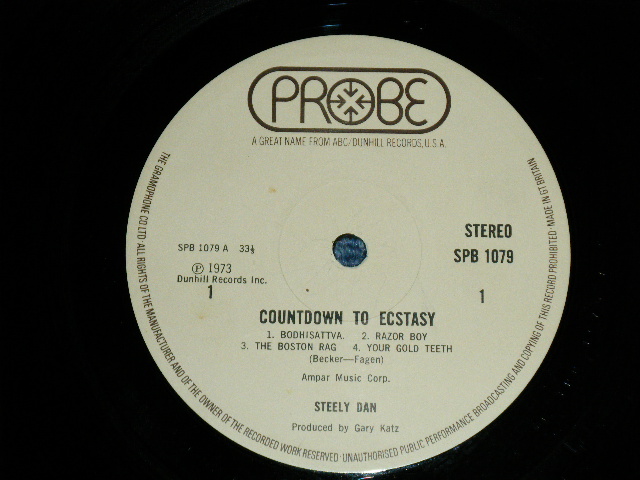 PROBE
A GREAT NAME FROM ABC/DUNHILL RECORDS, U.S.A.
THE GRAMOPHONE CO LTD · ALL RIGHTS OF THE MANUFACTURER AND OF THE OWNER OF THE RECORDED WORK RESERVED · UNAUTHORISED PUBLIC PERFORMANCE BROADCASTING AND COPYING OF THIS RECORD PROHIBITED · MADE IN GT BRITAIN
SPB 1079 A 33⅓
℗ 1973
Dunhill Records Inc.
1
STEREO
SPB 1079
1
COUNTDOWN TO ECSTASY
1. BODHISATTVA. 2. RAZOR BOY
3. THE BOSTON RAG 4. YOUR GOLD TEETH
(Becker—Fagen)
Ampar Music Corp.
STEELY DAN
Produced by Gary Katz